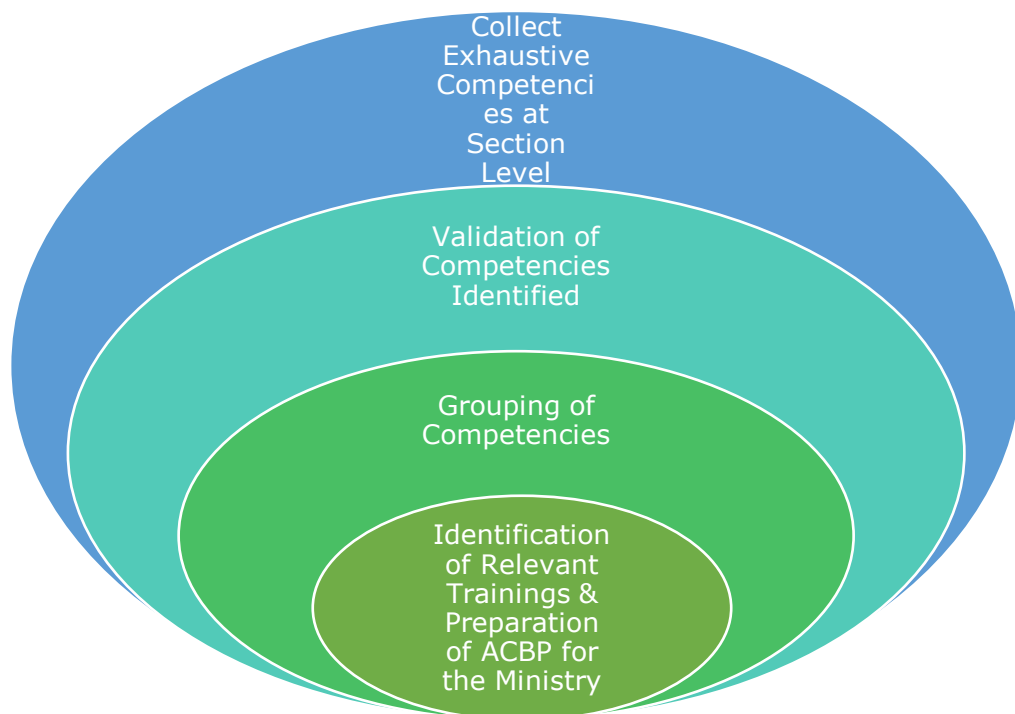 Collect
Exhaustive
Competenci
es at
Section
Level
Validation of
Competencies
Identified
Grouping of
Competencies
Identification
of Relevant
Trainings &
Preparation
of ACBP for
the Ministry